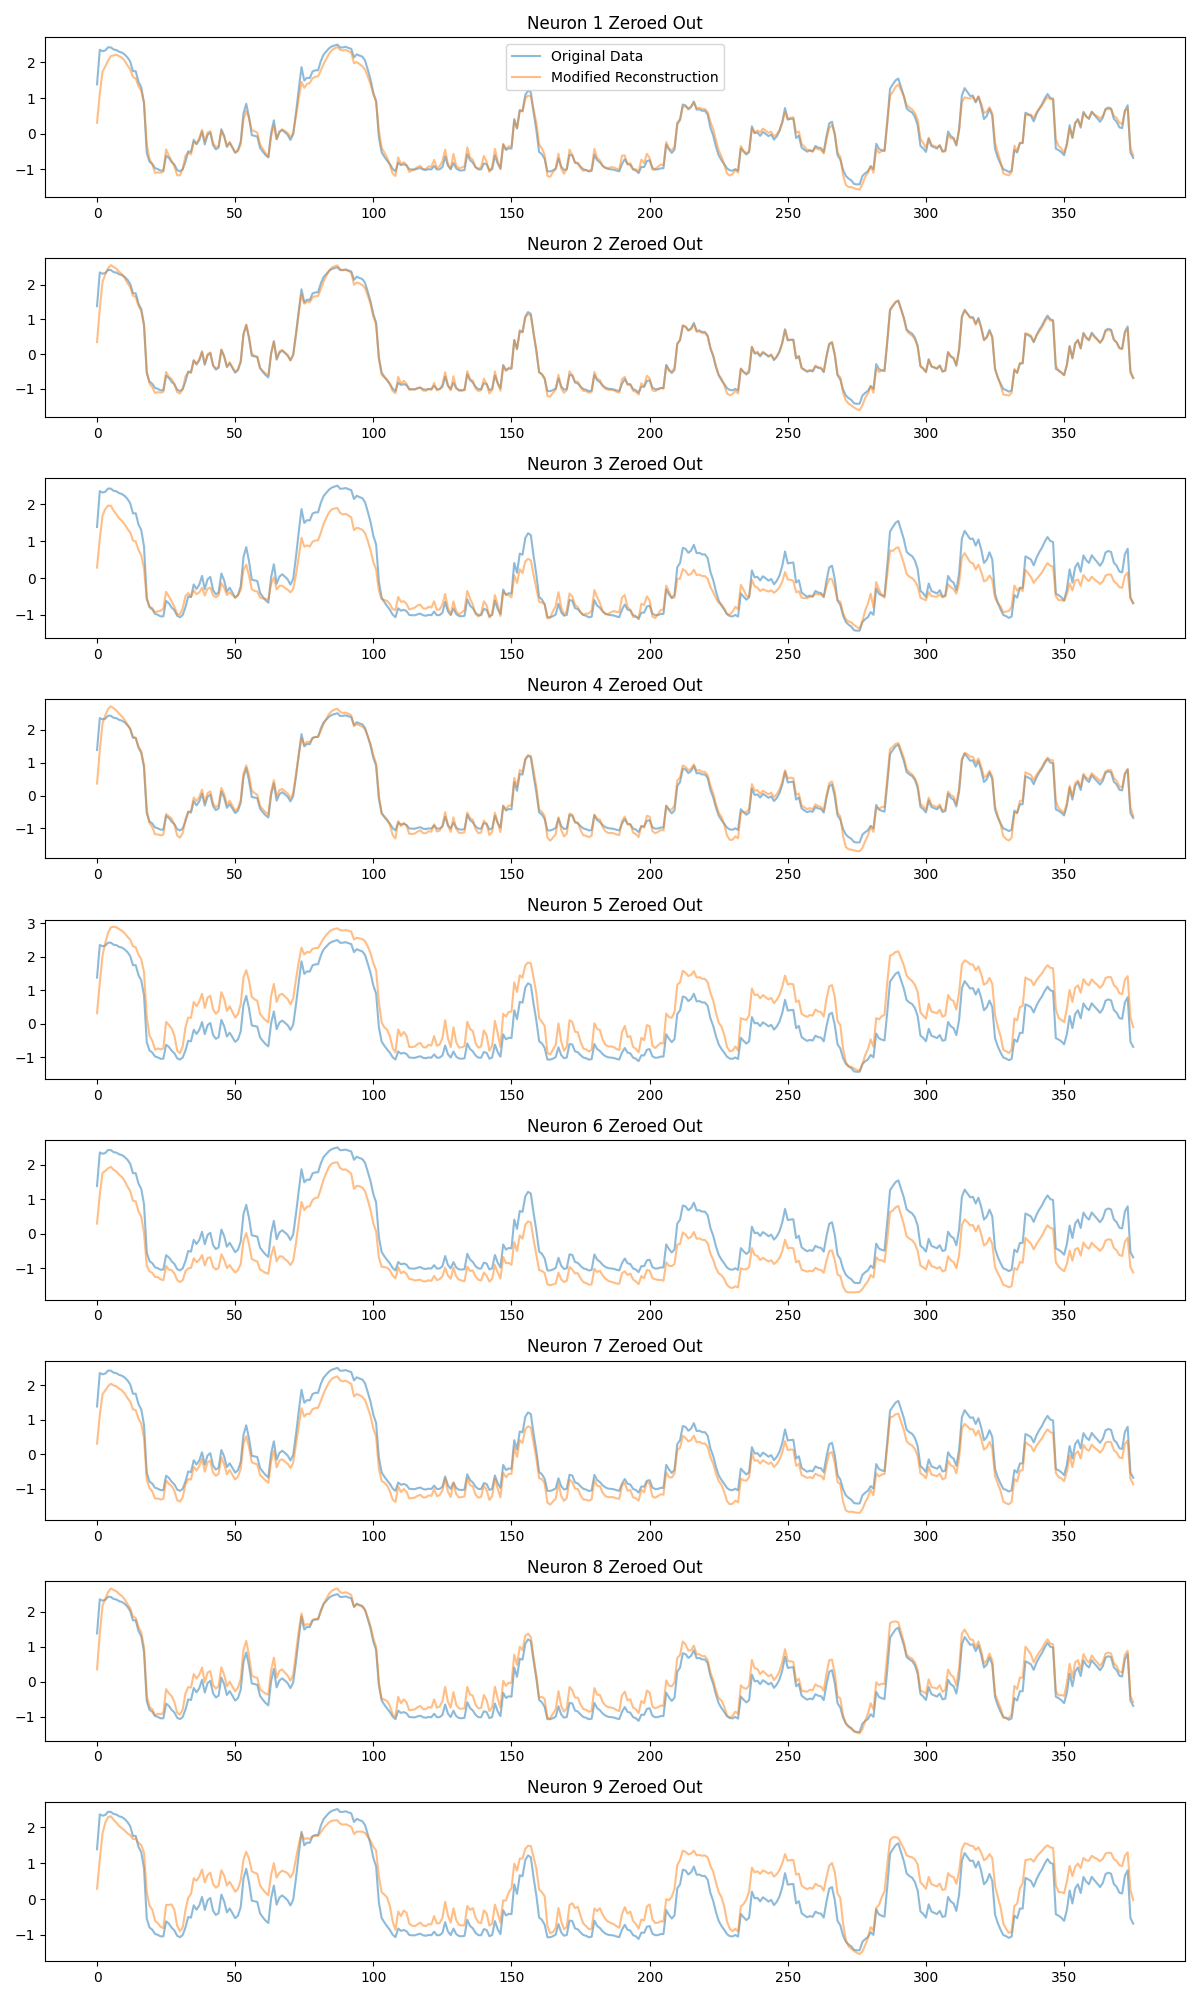 Neuron 1 Zeroed Out
Original Data
Modified Reconstruction
2
1
0
−1
0 50 100 150 200 250 300 350
Neuron 2 Zeroed Out
2
1
0
−1
0 50 100 150 200 250 300 350
Neuron 3 Zeroed Out
2
1
0
−1
0 50 100 150 200 250 300 350
Neuron 4 Zeroed Out
2
1
0
−1
0 50 100 150 200 250 300 350
Neuron 5 Zeroed Out
3
2
1
0
−1
0 50 100 150 200 250 300 350
Neuron 6 Zeroed Out
2
1
0
−1
0 50 100 150 200 250 300 350
Neuron 7 Zeroed Out
2
1
0
−1
0 50 100 150 200 250 300 350
Neuron 8 Zeroed Out
2
1
0
−1
0 50 100 150 200 250 300 350
Neuron 9 Zeroed Out
2
1
0
−1
0 50 100 150 200 250 300 350